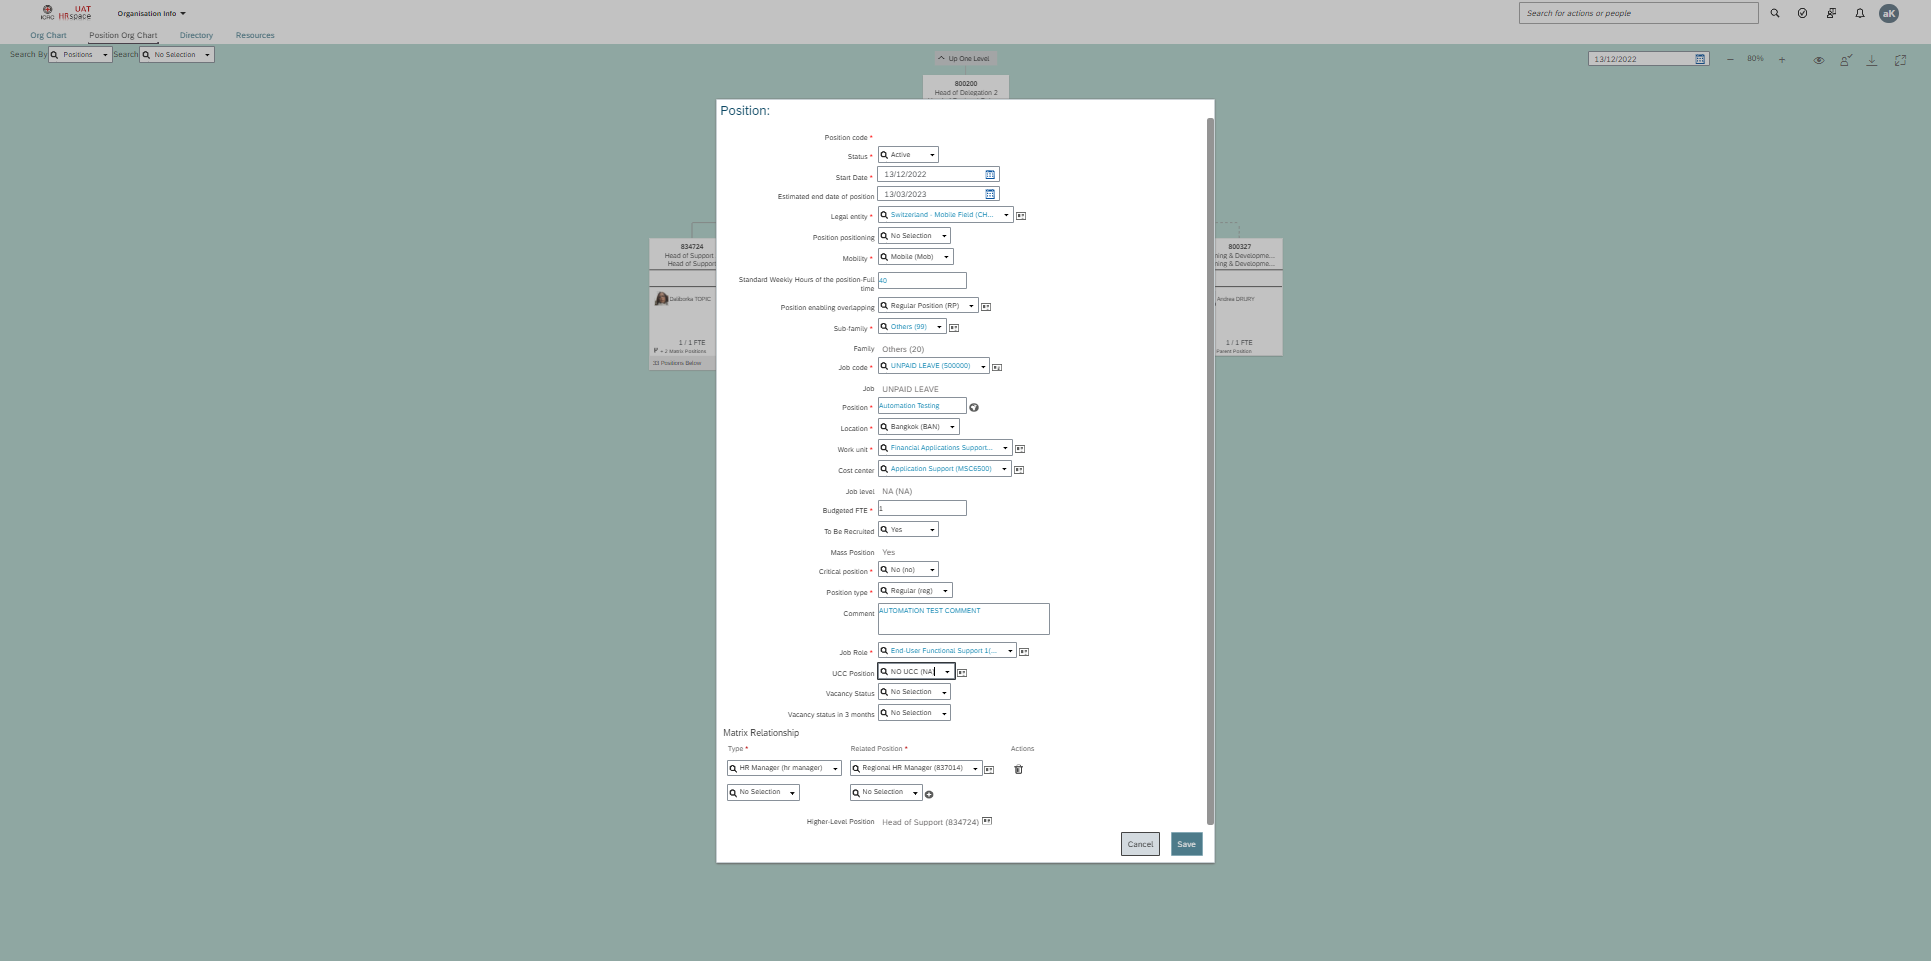 ICRC
UAT
HRspace
Organisation Info
Search for actions or people
aK
Org Chart
Position Org Chart
Directory
Resources
Search By
Positions
Search
No Selection
Up One Level
13/12/2022
80%
800200
Head of Delegation 2
834724
Head of Support
Head of Support
Daliborka TOPIC
1 / 1 FTE
+ 2 Matrix Positions
33 Positions Below
800327
ning & Developme...
ning & Developme...
Andrea DRURY
1 / 1 FTE
Parent Position
Position:
Position code *
Status * Active
Start Date * 13/12/2022
Estimated end date of position 13/03/2023
Legal entity * Switzerland - Mobile Field (CH...
Position positioning No Selection
Mobility * Mobile (Mob)
Standard Weekly Hours of the position-Full time 40
Position enabling overlapping Regular Position (RP)
Sub-family * Others (99)
Family Others (20)
Job code * UNPAID LEAVE (500000)
Job UNPAID LEAVE
Position * Automation Testing
Location * Bangkok (BAN)
Work unit * Financial Applications Support...
Cost center Application Support (MSC6500)
Job level NA (NA)
Budgeted FTE * 1
To Be Recruited Yes
Mass Position Yes
Critical position * No (no)
Position type * Regular (reg)
Comment AUTOMATION TEST COMMENT
Job Role * End-User Functional Support 1(...
UCC Position NO UCC (NA)
Vacancy Status No Selection
Vacancy status in 3 months No Selection
Matrix Relationship
Type * Related Position * Actions
HR Manager (hr manager) Regional HR Manager (837014)
No Selection No Selection
Higher-Level Position Head of Support (834724)
Cancel Save